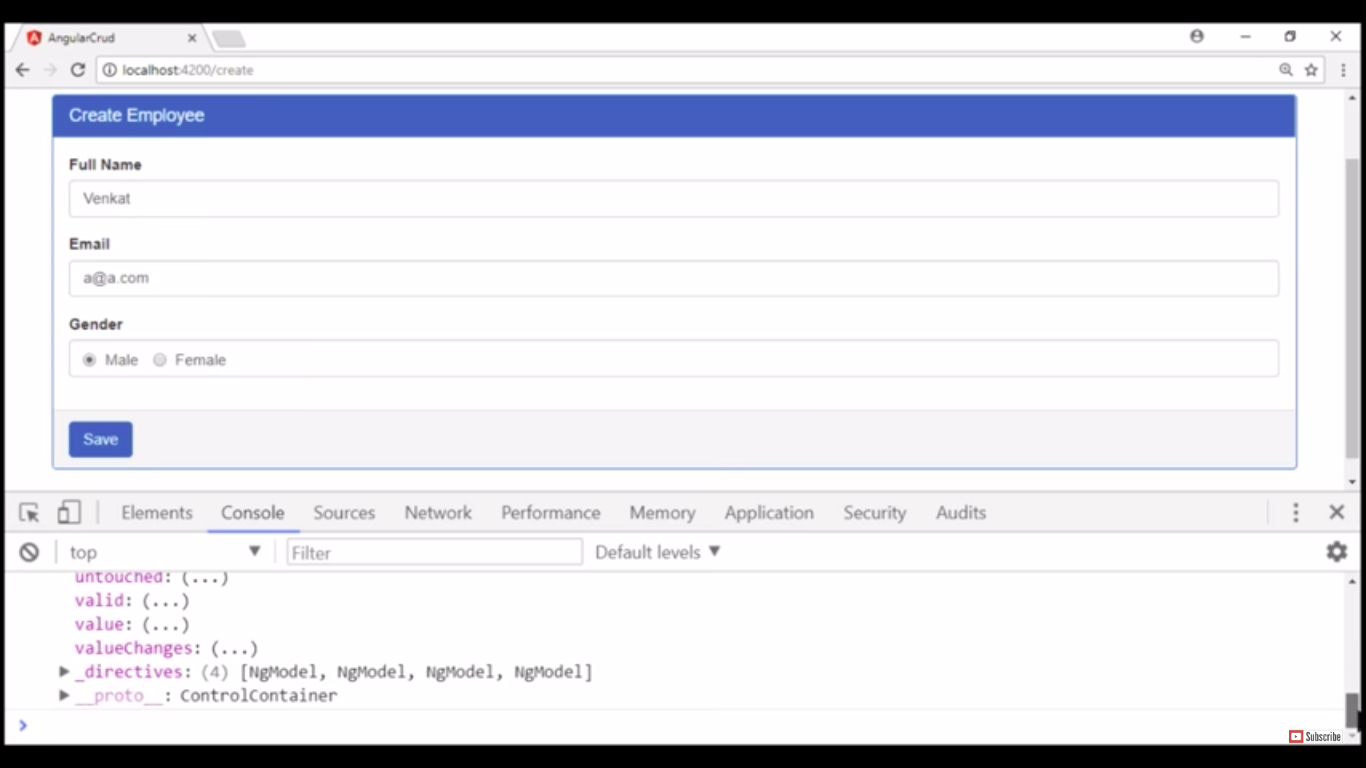 AngularCrud
localhost:4200/create
Create Employee
Full Name
Venkat
Email
a@a.com
Gender
Male Female
Save
Elements Console Sources Network Performance Memory Application Security Audits
top Filter Default levels
untouched: (...)
valid: (...)
value: (...)
valueChanges: (...)
_directives: (4) [NgModel, NgModel, NgModel, NgModel]
__proto__: ControlContainer
Subscribe